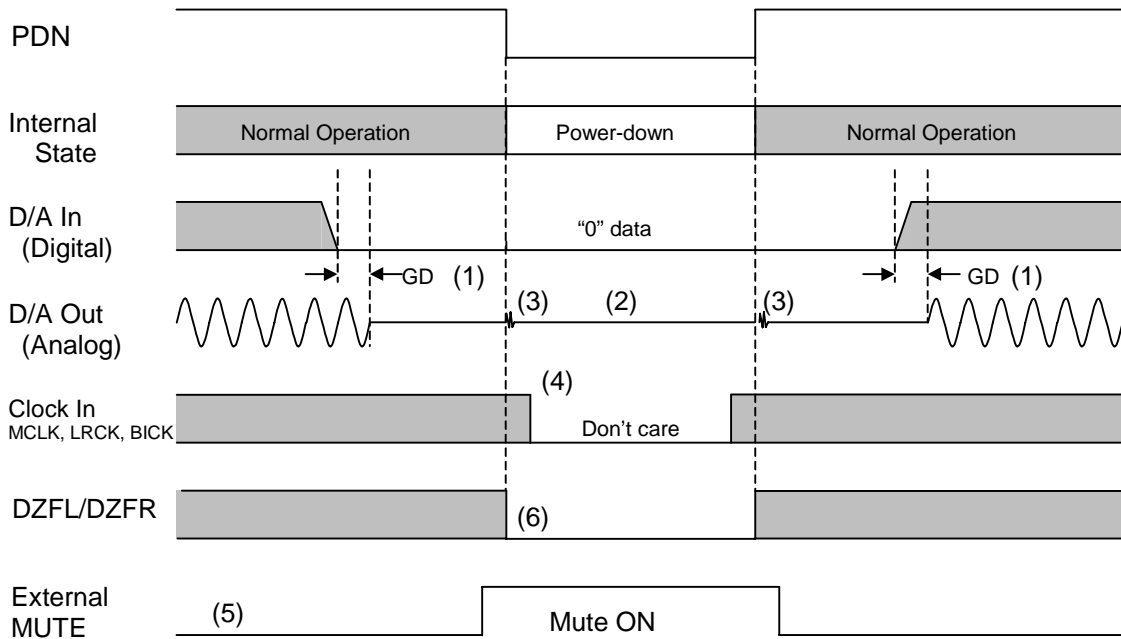 PDN
Internal
State
Normal Operation
Power-down
Normal Operation
D/A In
(Digital)
“0” data
GD (1)
GD (1)
D/A Out
(Analog)
(3)
(2)
(3)
Clock In
MCLK, LRCK, BICK
(4)
Don’t care
DZFL/DZFR
(6)
External
MUTE
(5)
Mute ON